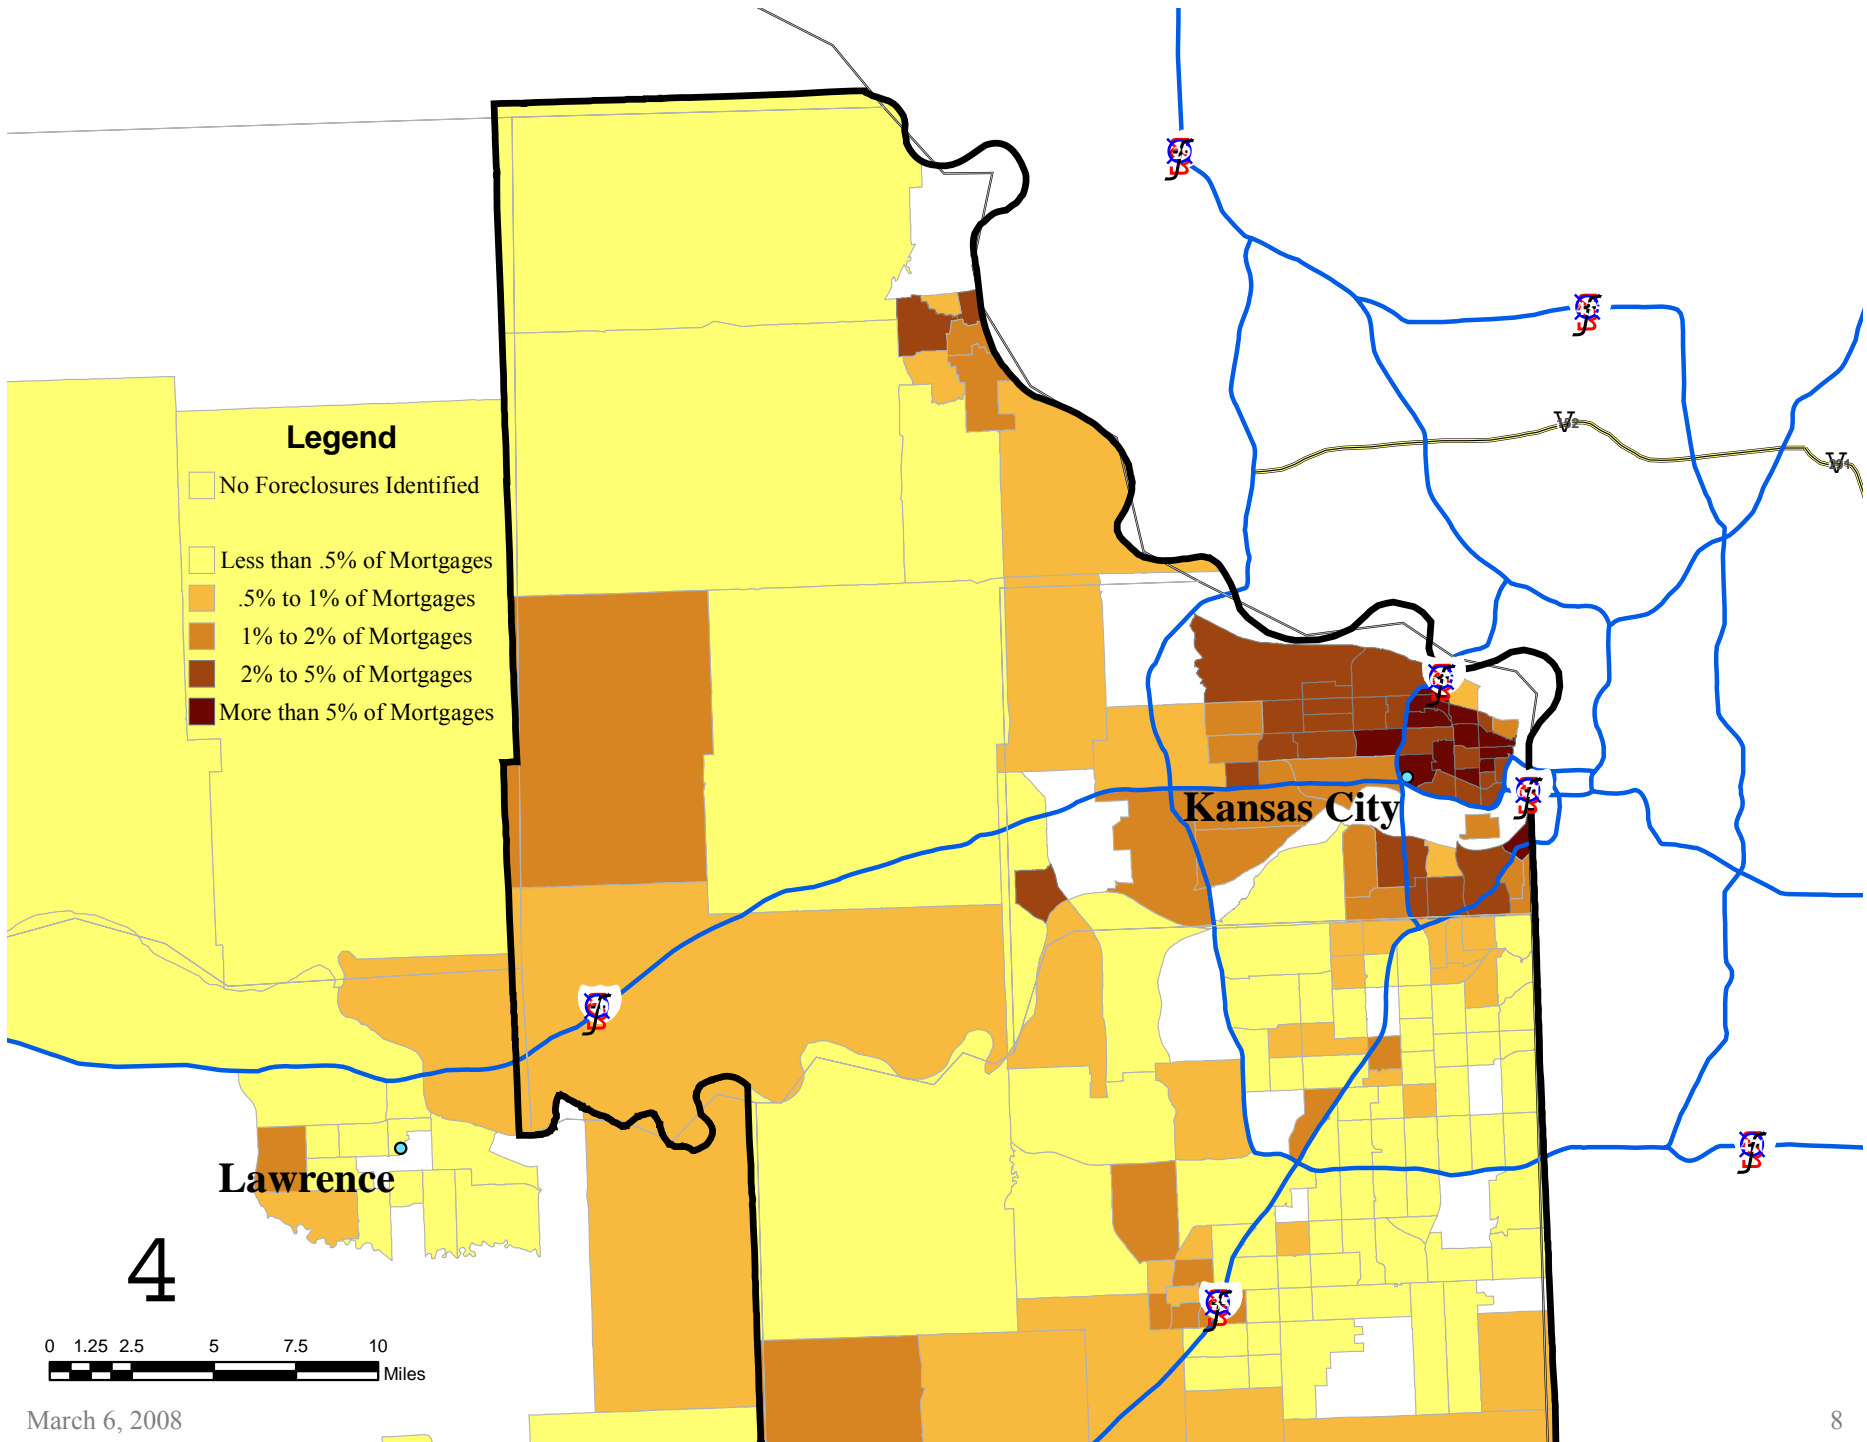 Legend
No Foreclosures Identified
Less than .5% of Mortgages
.5% to 1% of Mortgages
1% to 2% of Mortgages
2% to 5% of Mortgages
More than 5% of Mortgages
Kansas City
Lawrence
4
0 1.25 2.5 5 7.5 10
Miles
March 6, 2008
8